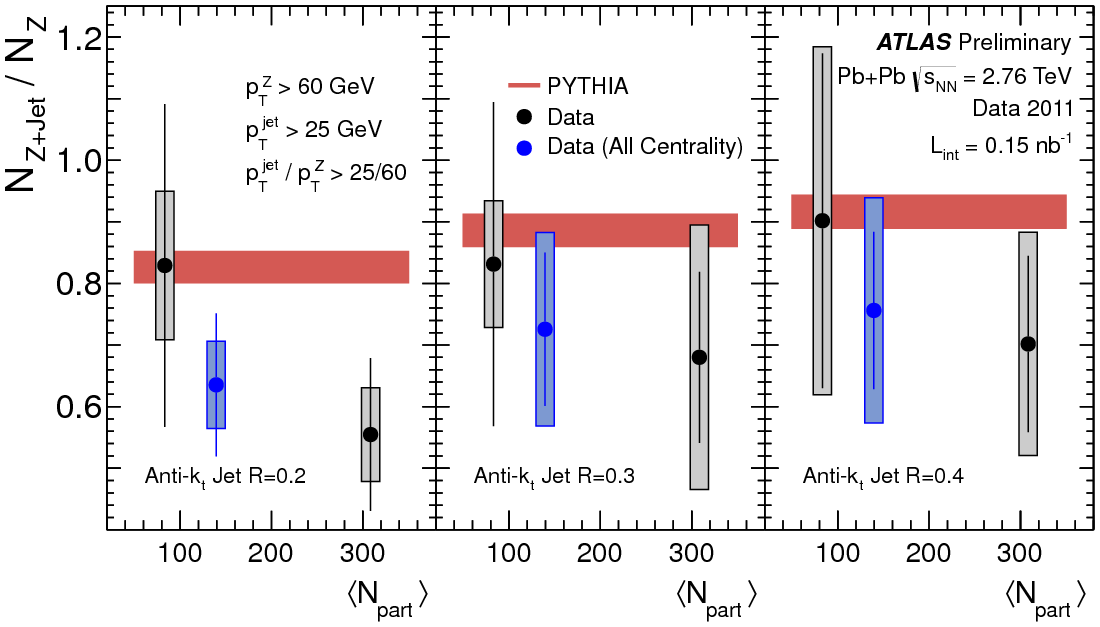 N_Z+Jet / N_Z
1.2
1.0
0.8
0.6
p_T^Z > 60 GeV
p_T^jet > 25 GeV
p_T^jet / p_T^Z > 25/60
Anti-k_t Jet R=0.2
PYTHIA
Data
Data (All Centrality)
Anti-k_t Jet R=0.3
ATLAS Preliminary
Pb+Pb √s_NN = 2.76 TeV
Data 2011
L_int = 0.15 nb^-1
Anti-k_t Jet R=0.4
100 200 300 100 200 300 100 200 300
⟨N_part⟩ ⟨N_part⟩ ⟨N_part⟩